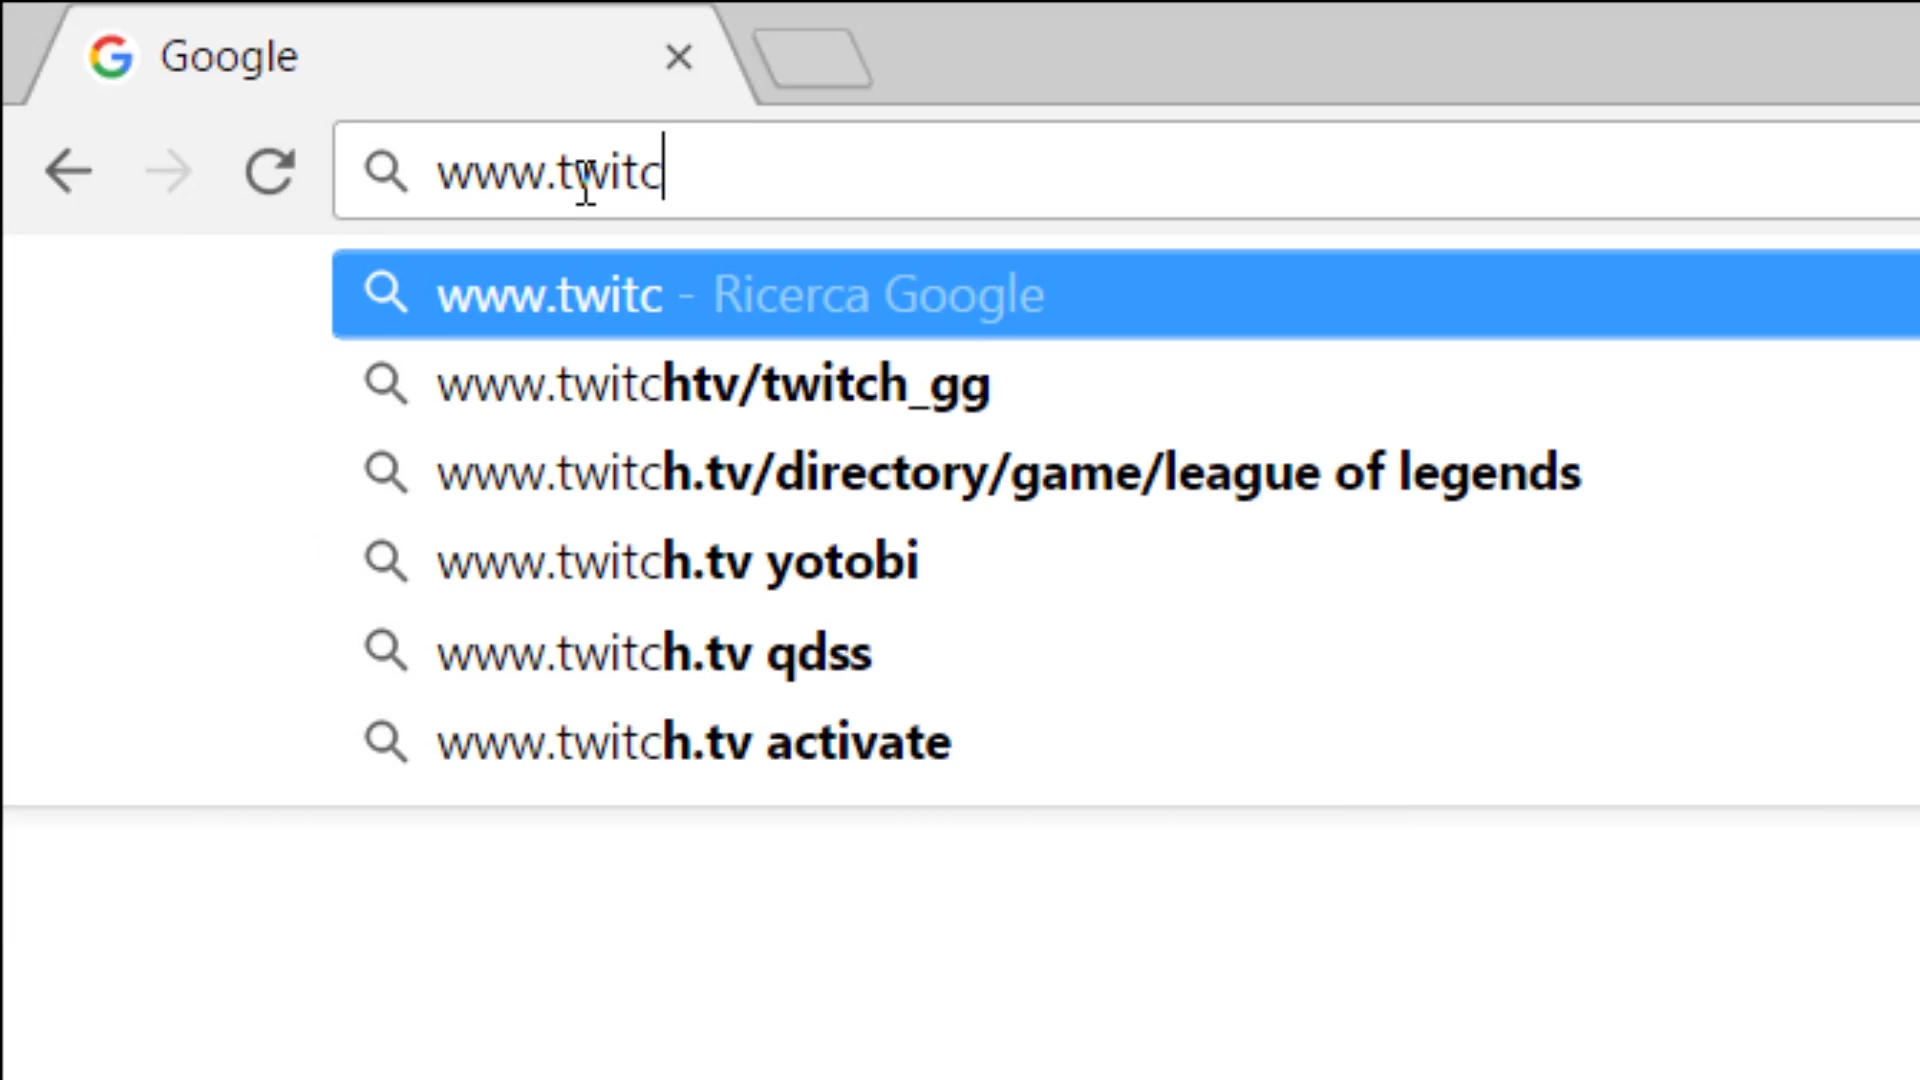 Google
www.twitc
www.twitc - Ricerca Google
www.twitchtv/twitch_gg
www.twitch.tv/directory/game/league of legends
www.twitch.tv yotobi
www.twitch.tv qdss
www.twitch.tv activate